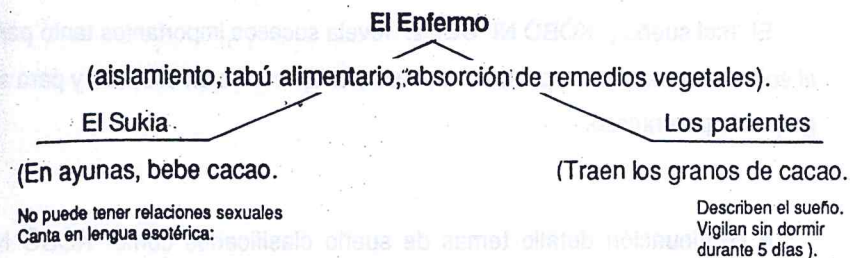 El Enfermo
(aislamiento, tabú alimentario, absorción de remedios vegetales).
El Sukia
Los parientes
(En ayunas, bebe cacao.
(Traen los granos de cacao.
No puede tener relaciones sexuales
Canta en lengua esotérica:
Describen el sueño.
Vigilan sin dormir
durante 5 días ).